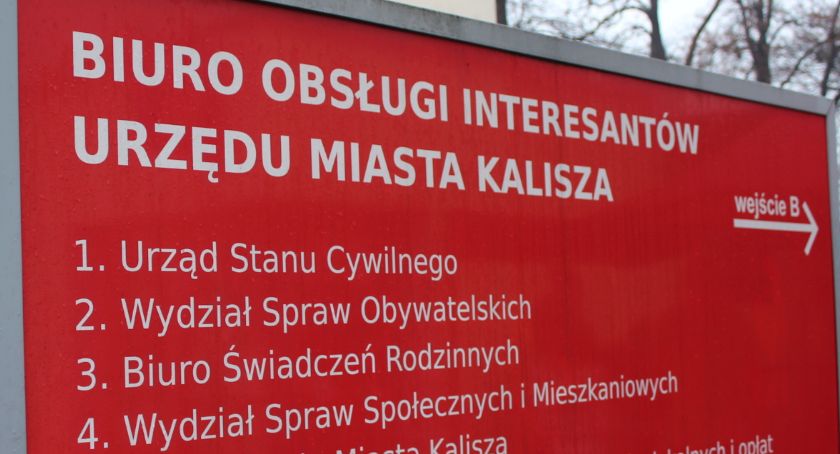 BIURO OBSŁUGI INTERESANTÓW
URZĘDU MIASTA KALISZA
wejście B
1. Urząd Stanu Cywilnego
2. Wydział Spraw Obywatelskich
3. Biuro Świadczeń Rodzinnych
4. Wydział Spraw Społecznych i Mieszkaniowych
Miasta Kalisza
i opłat